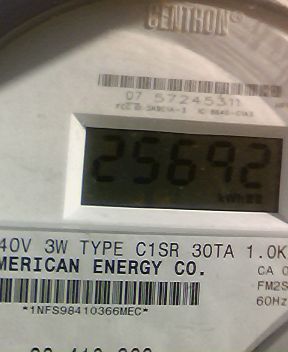 CENTRON®
07 57245311
25692
kWh
40V 3W TYPE C1SR 30TA 1.0K
MERICAN ENERGY CO.
CA 0
FM2S
60Hz
*1NFS98410366MEC*